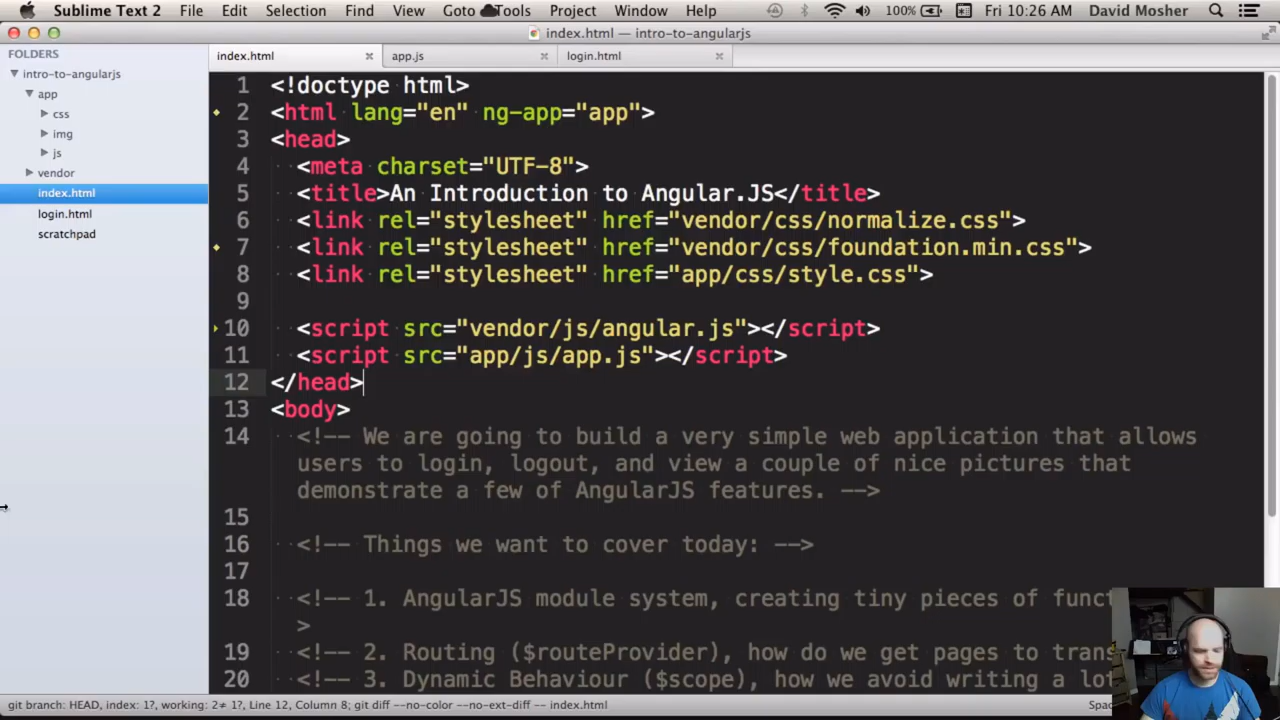 Sublime Text 2 File Edit Selection Find View Goto Tools Project Window Help 100% Fri 10:26 AM David Mosher
index.html — intro-to-angularjs
FOLDERS
intro-to-angularjs
app
css
img
js
vendor
index.html
login.html
scratchpad
index.html app.js login.html
1 <!doctype html>
2 <html lang="en" ng-app="app">
3 <head>
4 <meta charset="UTF-8">
5 <title>An Introduction to Angular.JS</title>
6 <link rel="stylesheet" href="vendor/css/normalize.css">
7 <link rel="stylesheet" href="vendor/css/foundation.min.css">
8 <link rel="stylesheet" href="app/css/style.css">
9
10 <script src="vendor/js/angular.js"></script>
11 <script src="app/js/app.js"></script>
12 </head>
13 <body>
14 <!-- We are going to build a very simple web application that allows
users to login, logout, and view a couple of nice pictures that
demonstrate a few of AngularJS features. -->
15
16 <!-- Things we want to cover today: -->
17
18 <!-- 1. AngularJS module system, creating tiny pieces of funct
>
19 <!-- 2. Routing ($routeProvider), how do we get pages to trans
20 <!-- 3. Dynamic Behaviour ($scope), how we avoid writing a lot
git branch: HEAD, index: 1?, working: 2≠ 1?, Line 12, Column 8; git diff --no-color --no-ext-diff -- index.html Spac